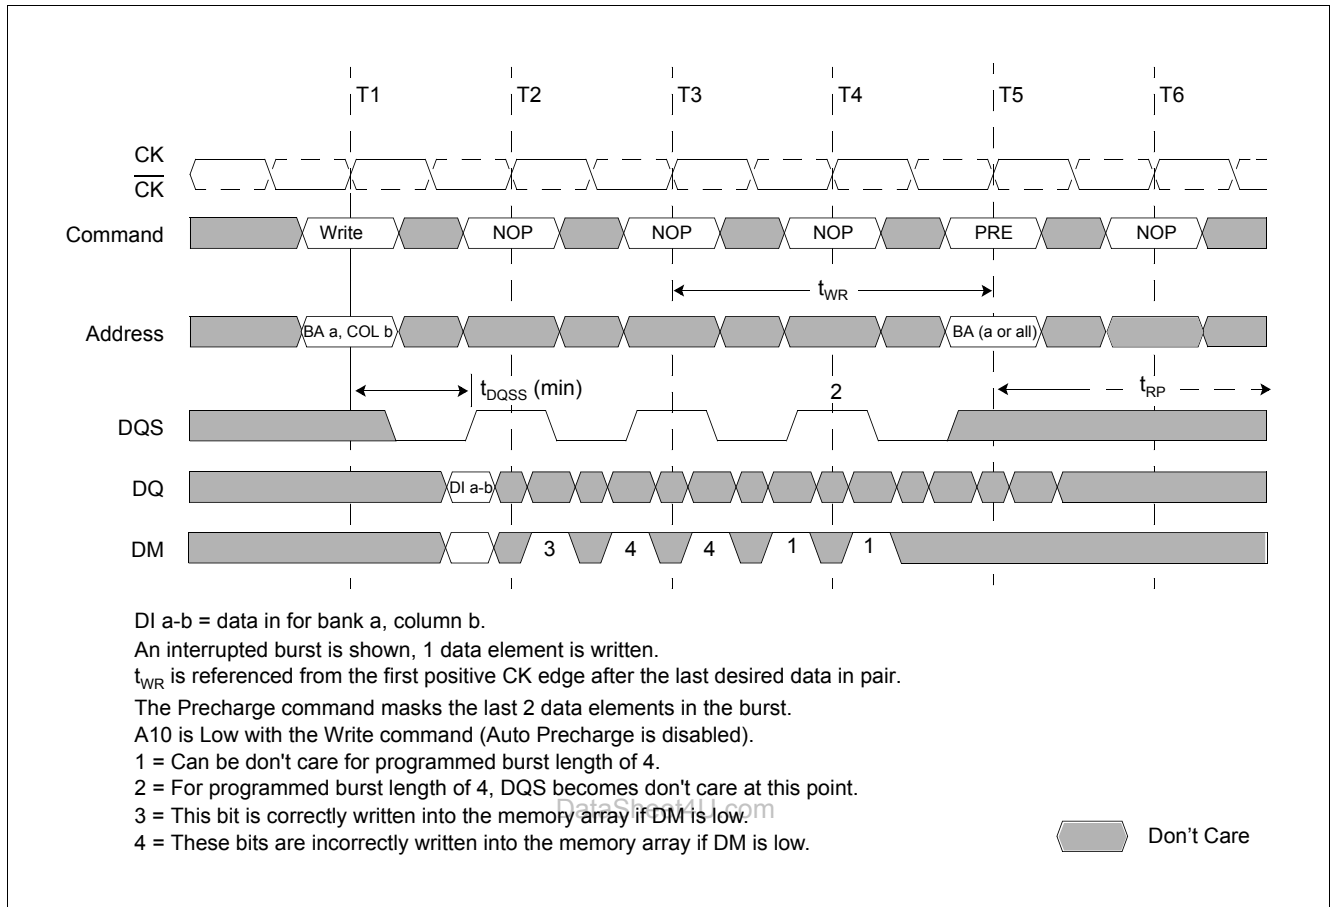 T1 T2 T3 T4 T5 T6
CK
CK
Command Write NOP NOP NOP PRE NOP
tWR
Address BA a, COL b BA (a or all)
tDQSS (min) 2 tRP
DQS
DQ DI a-b
DM 3 4 4 1 1
DI a-b = data in for bank a, column b.
An interrupted burst is shown, 1 data element is written.
tWR is referenced from the first positive CK edge after the last desired data in pair.
The Precharge command masks the last 2 data elements in the burst.
A10 is Low with the Write command (Auto Precharge is disabled).
1 = Can be don't care for programmed burst length of 4.
2 = For programmed burst length of 4, DQS becomes don't care at this point.
DataSheet4U.com
3 = This bit is correctly written into the memory array if DM is low.
4 = These bits are incorrectly written into the memory array if DM is low.
Don't Care